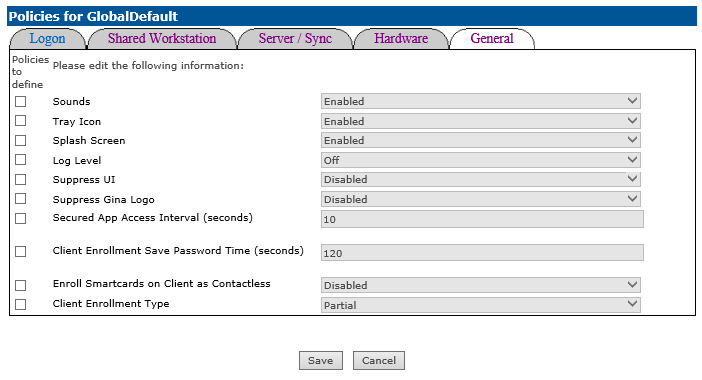 Policies for GlobalDefault
Logon Shared Workstation Server / Sync Hardware General
Policies to define Please edit the following information:
Sounds Enabled
Tray Icon Enabled
Splash Screen Enabled
Log Level Off
Suppress UI Disabled
Suppress Gina Logo Disabled
Secured App Access Interval (seconds) 10
Client Enrollment Save Password Time (seconds) 120
Enroll Smartcards on Client as Contactless Disabled
Client Enrollment Type Partial
Save Cancel